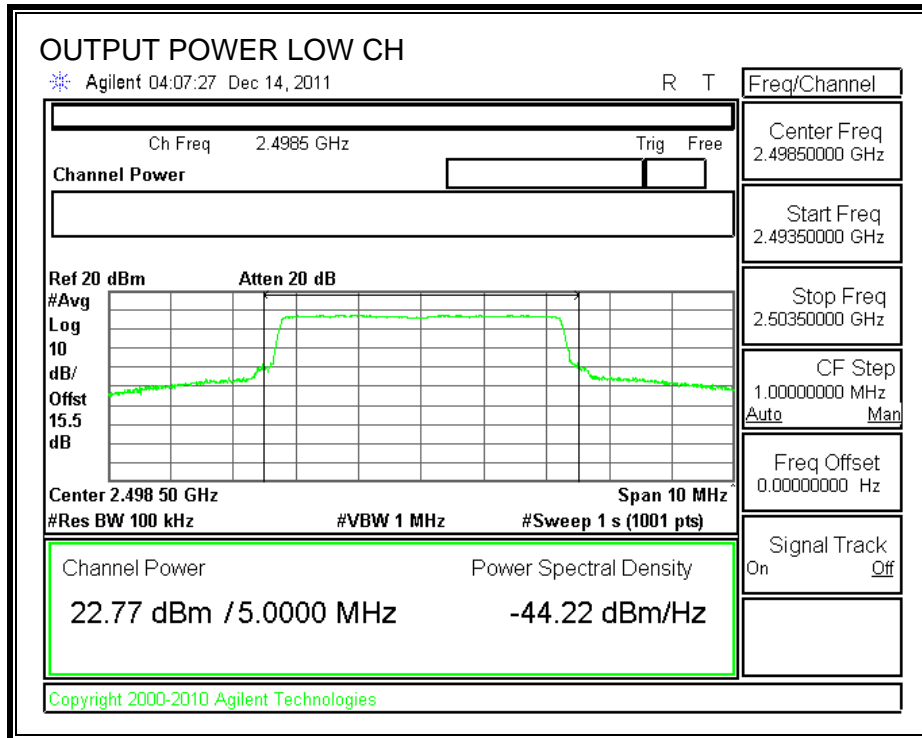 OUTPUT POWER LOW CH
Agilent 04:07:27 Dec 14, 2011 R T
Freq/Channel
Ch Freq 2.4985 GHz Trig Free
Channel Power
Center Freq
2.49850000 GHz
Start Freq
2.49350000 GHz
Stop Freq
2.50350000 GHz
CF Step
1.00000000 MHz
Auto Man
Freq Offset
0.00000000 Hz
Signal Track
On Off
Ref 20 dBm Atten 20 dB
#Avg
Log
10
dB/
Offst
15.5
dB
Center 2.498 50 GHz Span 10 MHz^
#Res BW 100 kHz #VBW 1 MHz #Sweep 1 s (1001 pts)
Channel Power Power Spectral Density
22.77 dBm / 5.0000 MHz -44.22 dBm/Hz
Copyright 2000-2010 Agilent Technologies